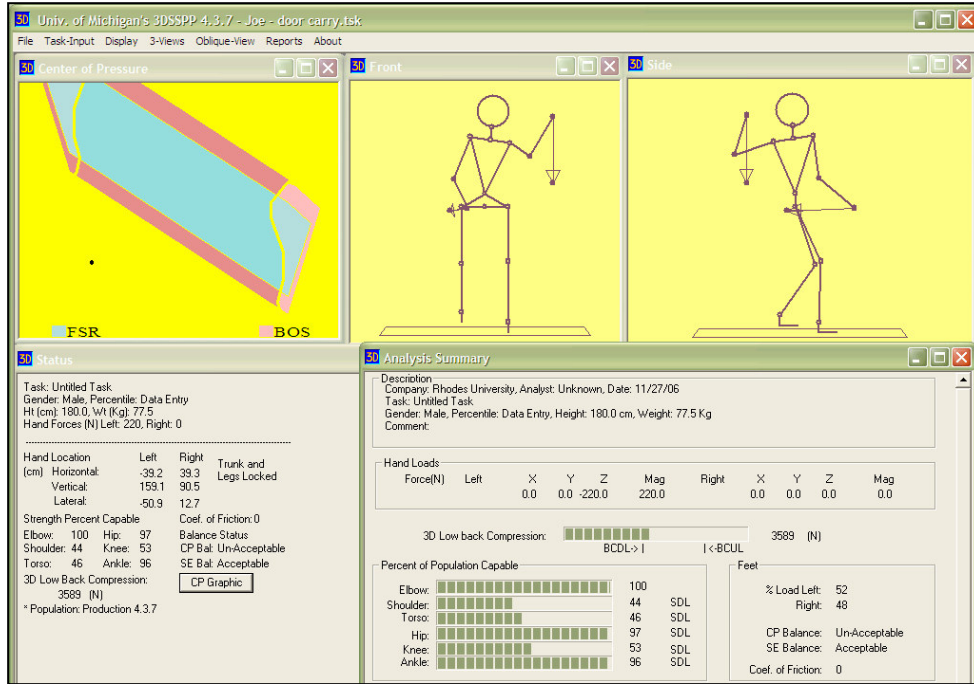 3D Univ. of Michigan's 3DSSPP 4.3.7 - Joe - door carry.tsk
File Task-Input Display 3-Views Oblique-View Reports About
3D Center of Pressure
FSR BOS
3D Front
3D Side
3D Status
Task: Untitled Task
Gender: Male, Percentile: Data Entry
Ht (cm): 180.0, Wt (Kg): 77.5
Hand Forces (N) Left: 220, Right: 0
Hand Location Left Right
(cm) Horizontal: -39.2 39.3 Trunk and
Vertical: 159.1 90.5 Legs Locked
Lateral: -50.9 12.7
Strength Percent Capable Coef. of Friction: 0
Elbow: 100 Hip: 97 Balance Status
Shoulder: 44 Knee: 53 CP Bal: Un-Acceptable
Torso: 46 Ankle: 96 SE Bal: Acceptable
3D Low Back Compression: CP Graphic
3589 (N)
* Population: Production 4.3.7
3D Analysis Summary
Description
Company: Rhodes University, Analyst: Unknown, Date: 11/27/06
Task: Untitled Task
Gender: Male, Percentile: Data Entry, Height: 180.0 cm, Weight: 77.5 Kg
Comment:
Hand Loads
Force(N) Left X Y Z Mag Right X Y Z Mag
0.0 0.0 -220.0 220.0 0.0 0.0 0.0 0.0
3D Low back Compression: 3589 (N)
BCDL-> | | <-BCUL
Percent of Population Capable
Elbow: 100
Shoulder: 44 SDL
Torso: 46 SDL
Hip: 97 SDL
Knee: 53 SDL
Ankle: 96 SDL
Feet
% Load Left: 52
Right: 48
CP Balance: Un-Acceptable
SE Balance: Acceptable
Coef. of Friction: 0